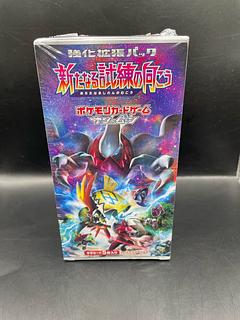 強化拡張パック
新たなる試練の向こう
ポケモンカードゲーム
サン&ムーン